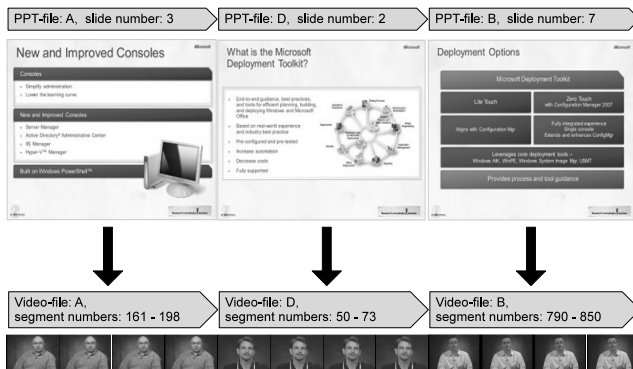 PPT-file: A, slide number: 3
PPT-file: D, slide number: 2
PPT-file: B, slide number: 7
Microsoft
New and Improved Consoles
Consoles
Simplify administration
Lower the learning curve
New and Improved Consoles
Server Manager
Active Directory® Administrative Center
IIS Manager
Hyper-V™ Manager
Built on Windows PowerShell™
Microsoft
What is the Microsoft
Deployment Toolkit?
End-to-end guidance, best practices,
and tools for efficient planning, building,
and deploying Windows and Microsoft
Office
Based on real-world experience
and industry best practice
Pre-configured and pre-tested
Increase automation
Decrease costs
Fully supported
Microsoft
Deployment Options
Microsoft Deployment Toolkit
Lite Touch
Zero Touch
with Configuration Manager 2007
Aligns with Configuration Mgr
Fully integrated experience
Single console
Extends and enhances ConfigMgr
Leverages core deployment tools –
Windows AIK, WinPE, Windows System Image Mgr, USMT
Provides process and tool guidance
Video-file: A,
segment numbers: 161 - 198
Video-file: D,
segment numbers: 50 - 73
Video-file: B,
segment numbers: 790 - 850